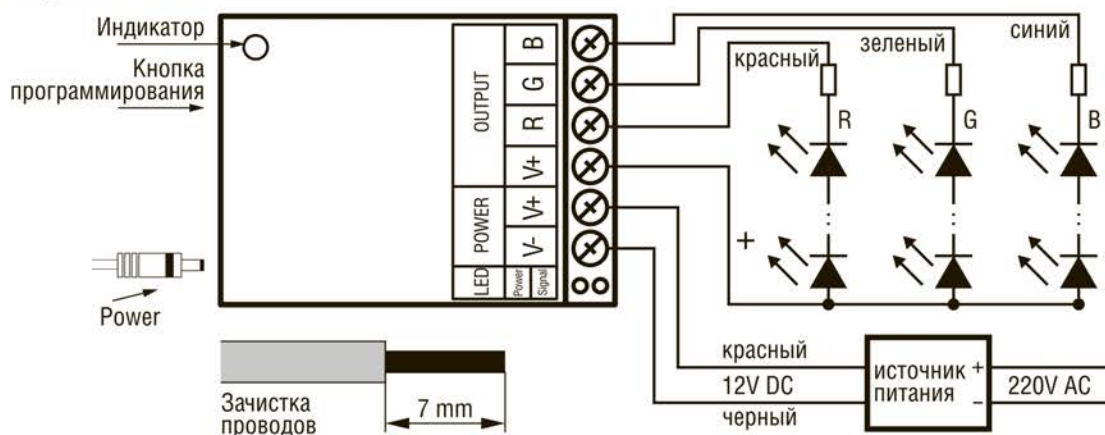 Индикатор
Кнопка
программирования
Power
OUTPUT
B
G
R
V+
POWER
V+
V-
LED
Power
Signal
красный
зеленый
синий
R
G
B
+
красный
12V DC
черный
источник +
питания −
220V AC
Зачистка
проводов
7 mm